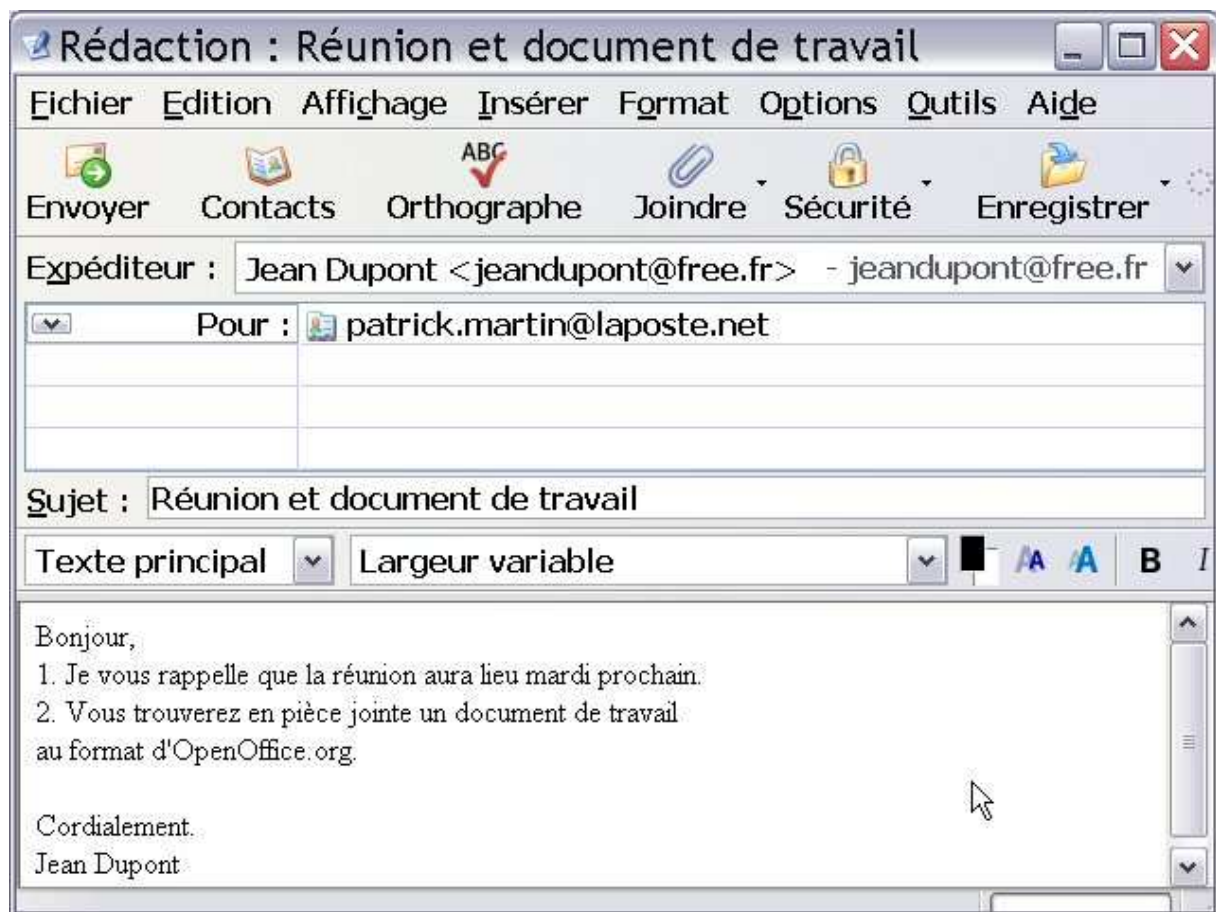 Rédaction : Réunion et document de travail
Fichier Edition Affichage Insérer Format Options Outils Aide
ABC
Envoyer Contacts Orthographe Joindre Sécurité Enregistrer
Expéditeur : Jean Dupont <jeandupont@free.fr> - jeandupont@free.fr
Pour : patrick.martin@laposte.net
Sujet : Réunion et document de travail
Texte principal Largeur variable A A A A B I
Bonjour,
1. Je vous rappelle que la réunion aura lieu mardi prochain.
2. Vous trouverez en pièce jointe un document de travail
au format d'OpenOffice.org.
Cordialement.
Jean Dupont